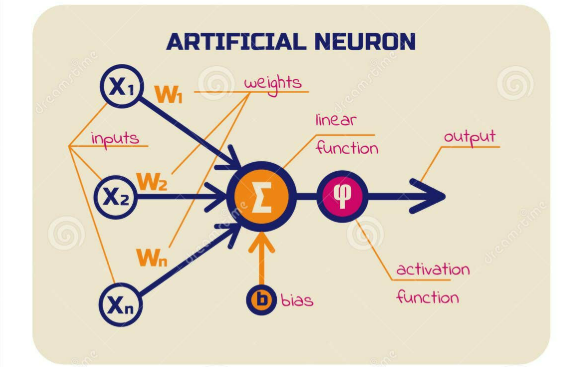 ARTIFICIAL NEURON
X1
W1
weights
linear
function
output
inputs
X2
W2
Σ
φ
Wn
Xn
b
bias
activation
function